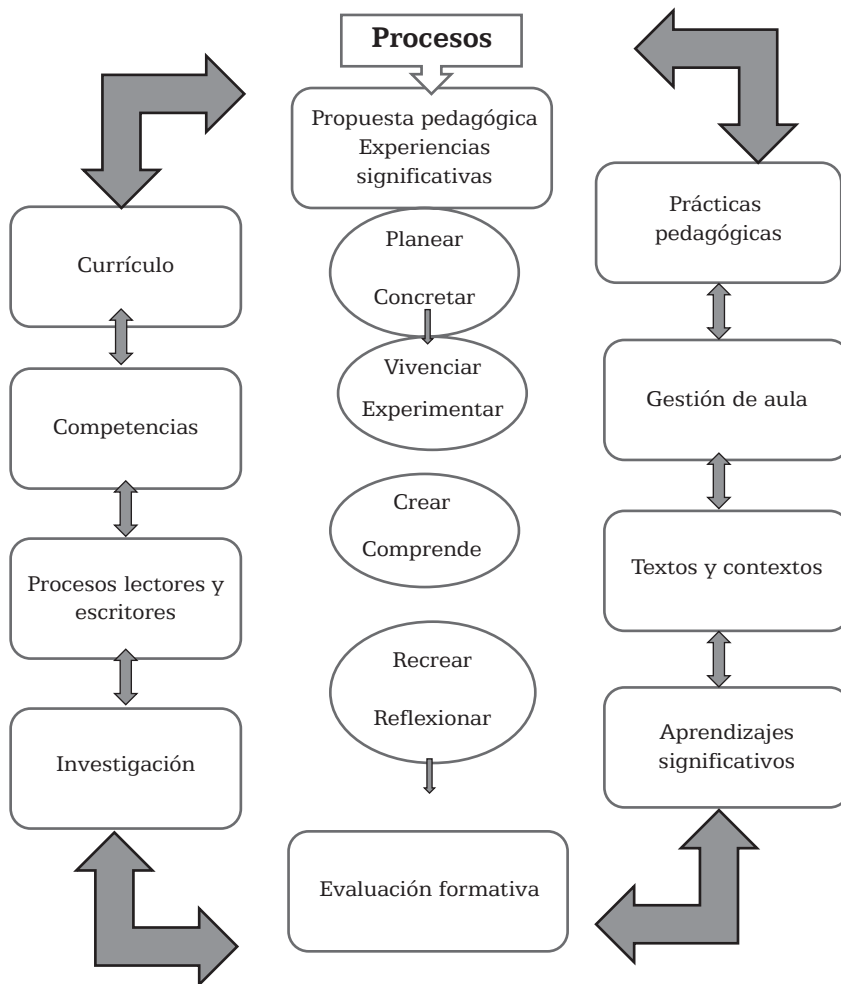 Procesos
Propuesta pedagógica
Experiencias
significativas
Planear
Concretar
Vivenciar
Experimentar
Crear
Comprende
Recrear
Reflexionar
Evaluación formativa
Currículo
Competencias
Procesos lectores y
escritores
Investigación
Prácticas
pedagógicas
Gestión de aula
Textos y contextos
Aprendizajes
significativos